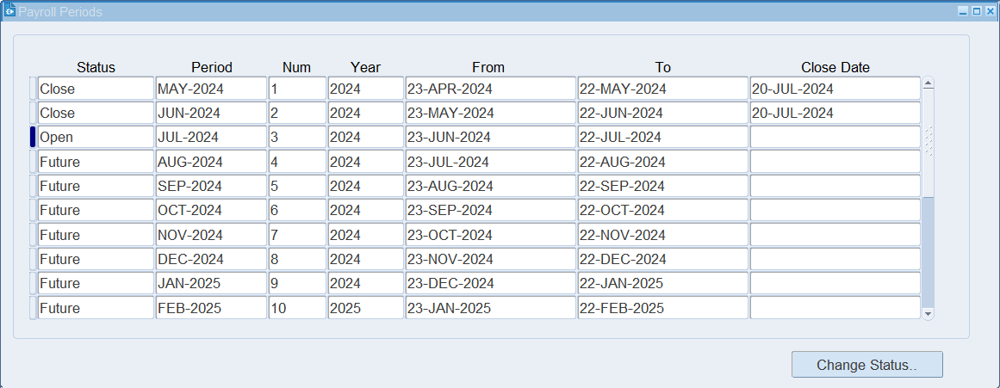 Payroll Periods
Status Period Num Year From To Close Date
Close MAY-2024 1 2024 23-APR-2024 22-MAY-2024 20-JUL-2024
Close JUN-2024 2 2024 23-MAY-2024 22-JUN-2024 20-JUL-2024
Open JUL-2024 3 2024 23-JUN-2024 22-JUL-2024
Future AUG-2024 4 2024 23-JUL-2024 22-AUG-2024
Future SEP-2024 5 2024 23-AUG-2024 22-SEP-2024
Future OCT-2024 6 2024 23-SEP-2024 22-OCT-2024
Future NOV-2024 7 2024 23-OCT-2024 22-NOV-2024
Future DEC-2024 8 2024 23-NOV-2024 22-DEC-2024
Future JAN-2025 9 2024 23-DEC-2024 22-JAN-2025
Future FEB-2025 10 2025 23-JAN-2025 22-FEB-2025
Change Status..